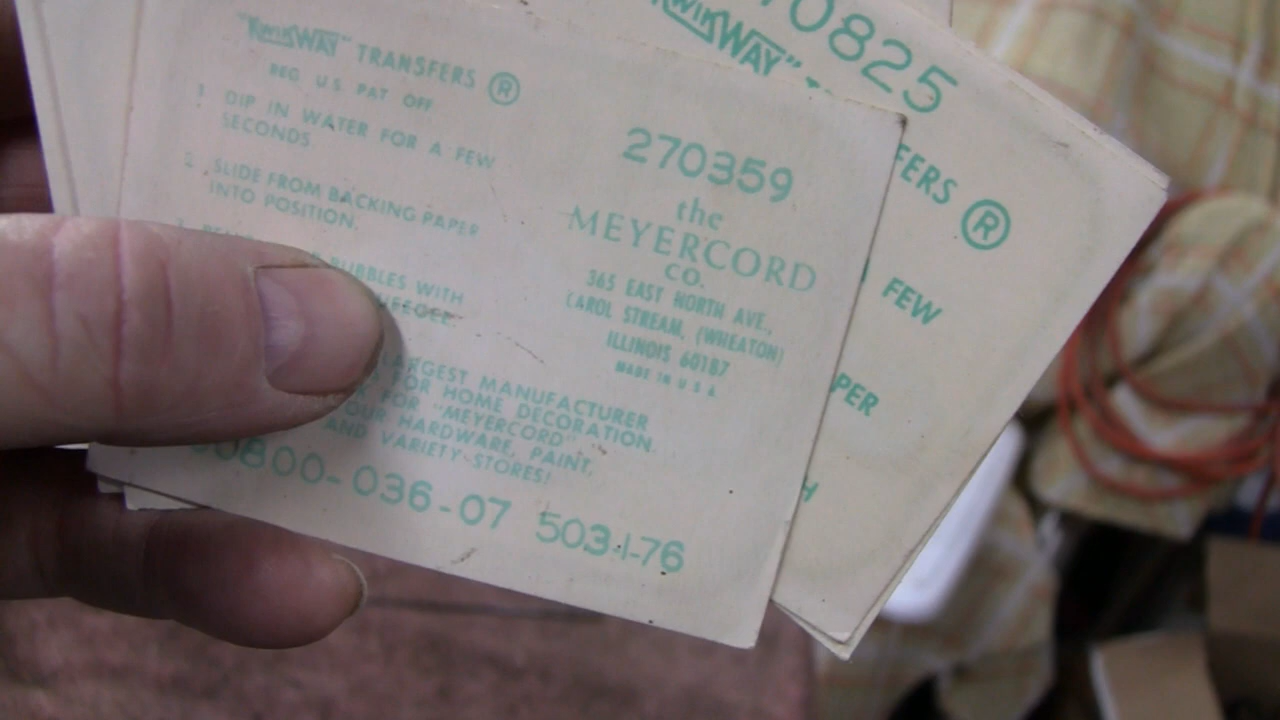 "KwikWAY" TRANSFERS ®
REG. U.S. PAT. OFF.
1. DIP IN WATER FOR A FEW
SECONDS
2. SLIDE FROM BACKING PAPER
INTO POSITION.
BUBBLES WITH
MANUFACTURER
FOR HOME DECORATION.
FOR "MEYERCORD"
HARDWARE, PAINT,
AND VARIETY STORES!
0800-036-07 503-1-76
270359
the
MEYERCORD
CO.
365 EAST NORTH AVE.,
CAROL STREAM, (WHEATON)
ILLINOIS 60187
MADE IN U.S.A.
70825
"KwikWAY"
FERS ®
FEW
PER
H